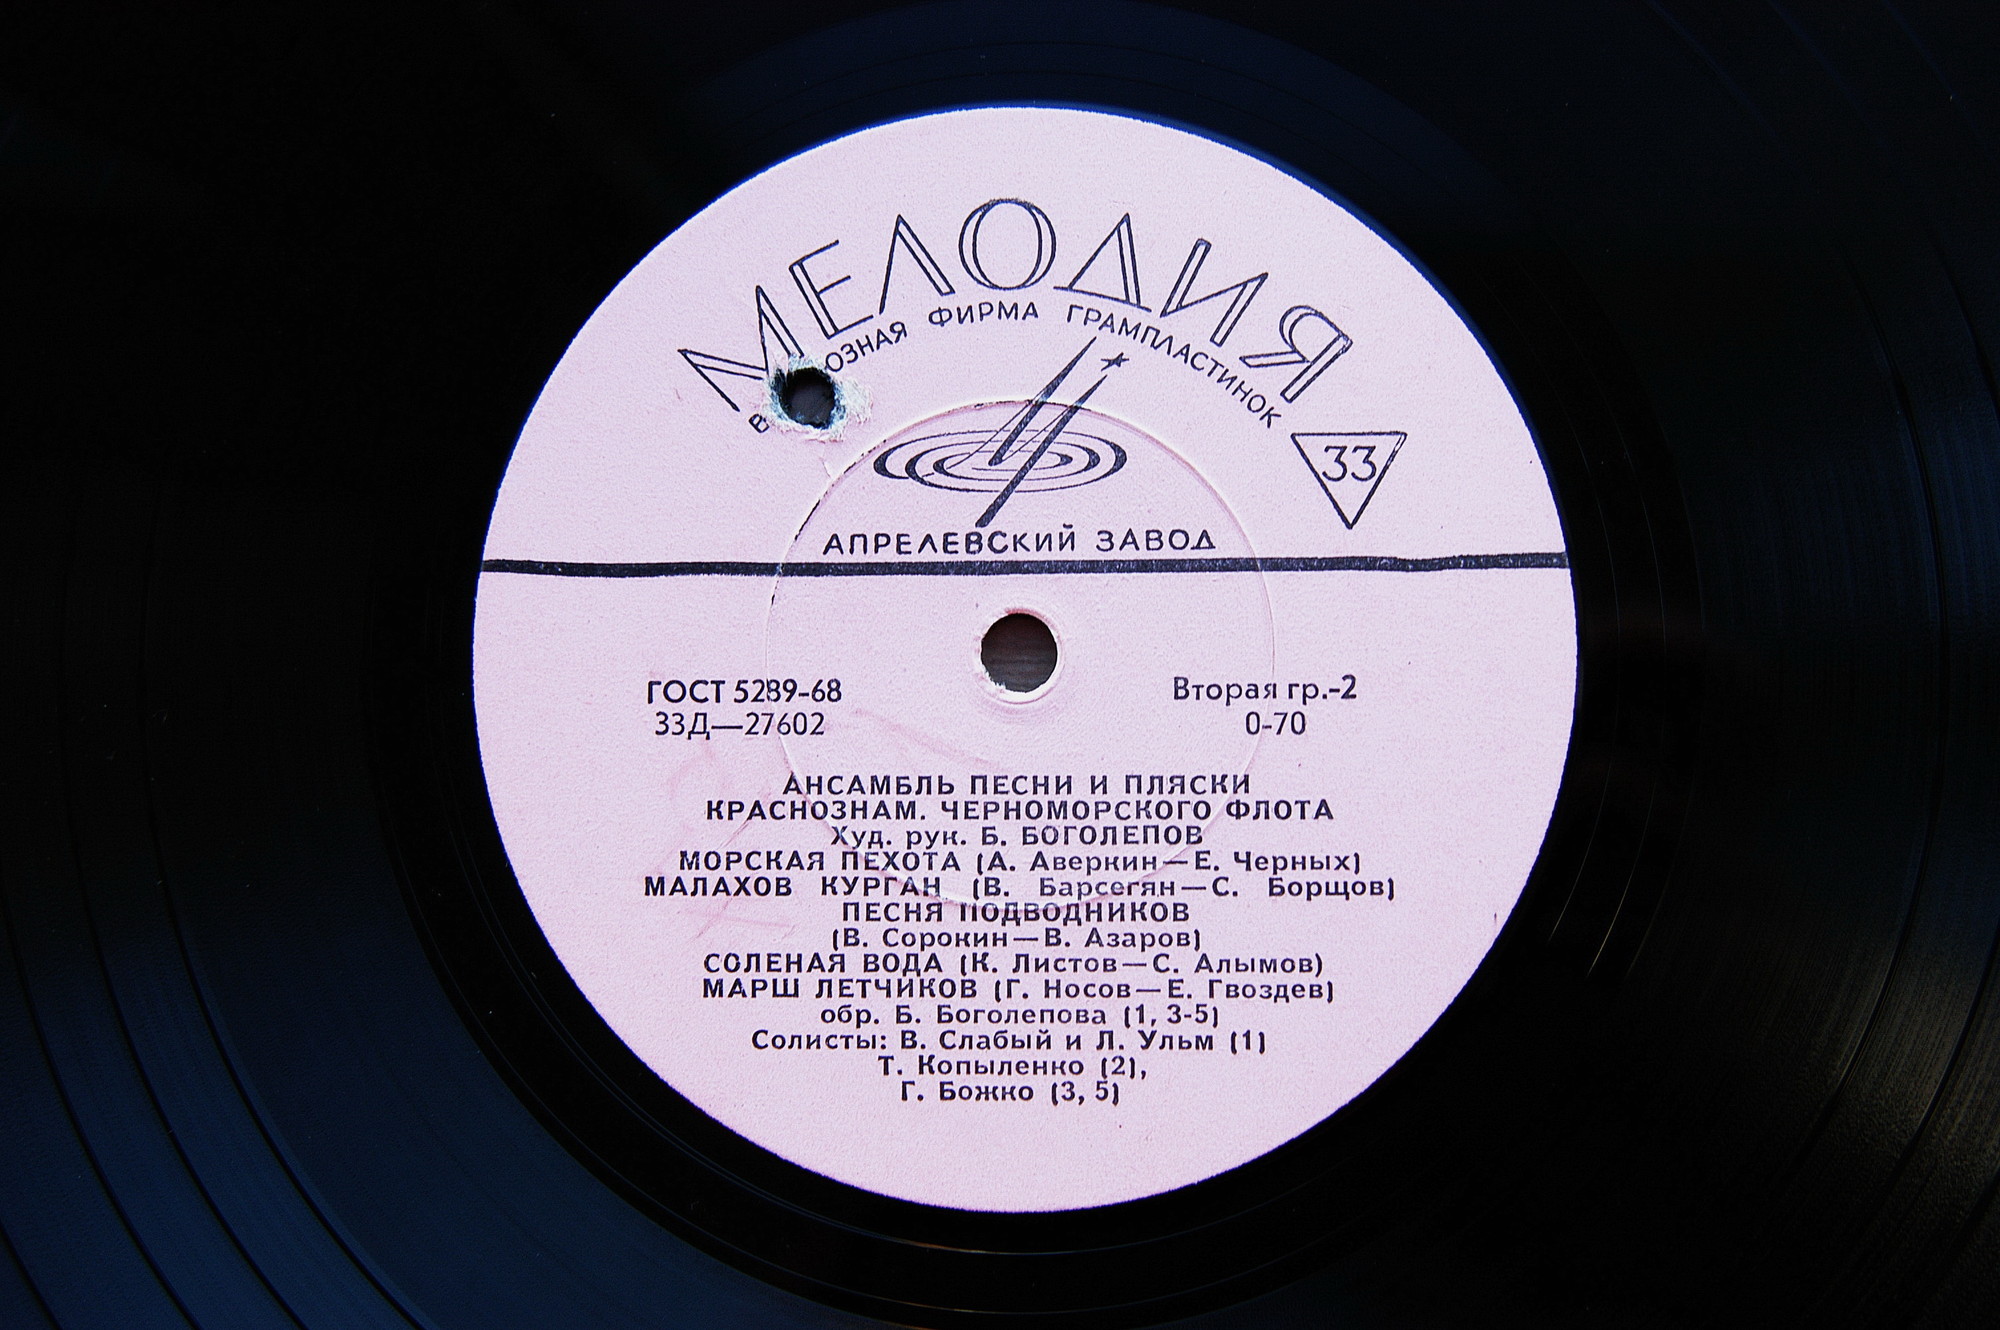 МЕЛОДИЯ
ФИРМА ГРАМПЛАСТИНОК
33
АПРЕЛЕВСКИЙ ЗАВОД
ГОСТ 5289-68
33Д—27602
Вторая гр.-2
0-70
АНСАМБЛЬ ПЕСНИ И ПЛЯСКИ
КРАСНОЗНАМ. ЧЕРНОМОРСКОГО ФЛОТА
Худ. рук. Б. БОГОЛЕПОВ
МОРСКАЯ ПЕХОТА (А. Аверкин—Е. Черных)
МАЛАХОВ КУРГАН (В. Барсегян—С. Борщов)
ПЕСНЯ ПОДВОДНИКОВ
(В. Сорокин—В. Азаров)
СОЛЕНАЯ ВОДА (К. Листов—С. Алымов)
МАРШ ЛЕТЧИКОВ (Г. Носов—Е. Гвоздев)
обр. Б. Боголепова (1, 3-5)
Солисты: В. Слабый и Л. Ульм (1)
Т. Копыленко (2),
Г. Божко (3, 5)